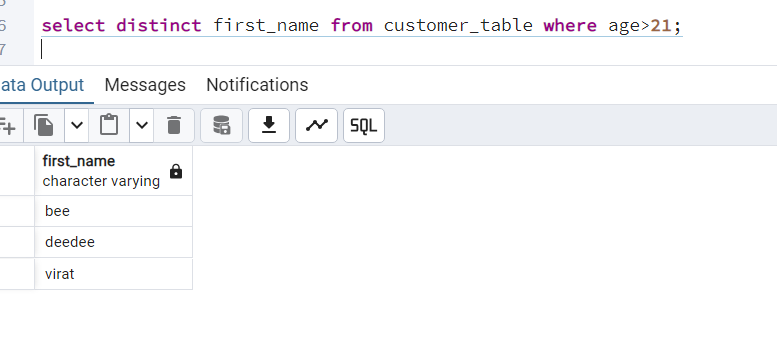 6 select distinct first_name from customer_table where age>21;
7
ata Output Messages Notifications
SQL
first_name
character varying
bee
deedee
virat